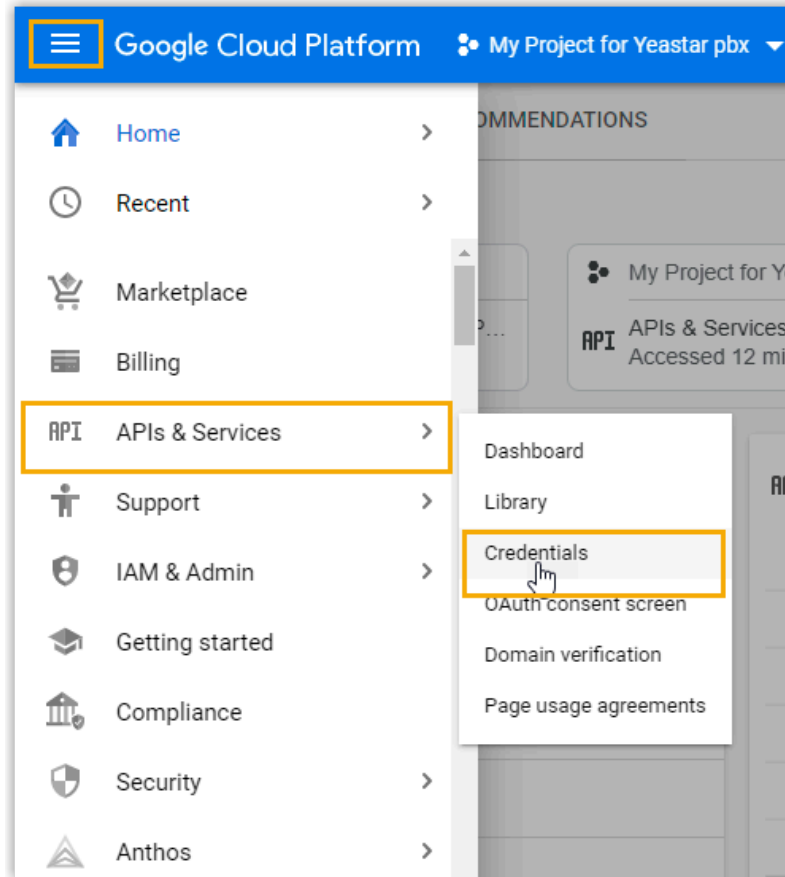 Google Cloud Platform My Project for Yeastar pbx
OMMENDATIONS
Home
Recent
Marketplace
My Project for Y
Billing
P...
API APIs & Services
Accessed 12 mi
API APIs & Services
Dashboard
Library
Support
Credentials
IAM & Admin
OAuth consent screen
Getting started
Domain verification
Compliance
Page usage agreements
Security
Anthos